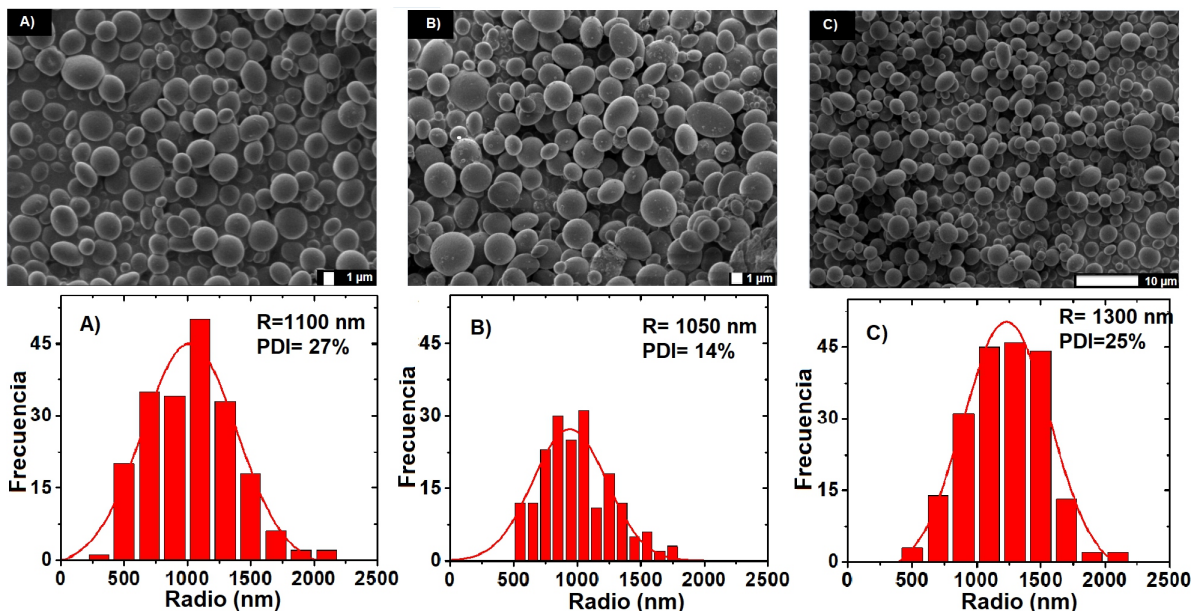 A)
B)
C)
1 µm
1 µm
10 µm
A)
R=1100 nm
PDI= 27%
45
30
15
0
Frecuencia
0 500 1000 1500 2000 2500
Radio (nm)
B)
R= 1050 nm
PDI= 14%
45
30
15
0
Frecuencia
0 500 1000 1500 2000 2500
Radio (nm)
C)
R= 1300 nm
PDI=25%
45
30
15
0
Frecuencia
0 500 1000 1500 2000 2500
Radio (nm)